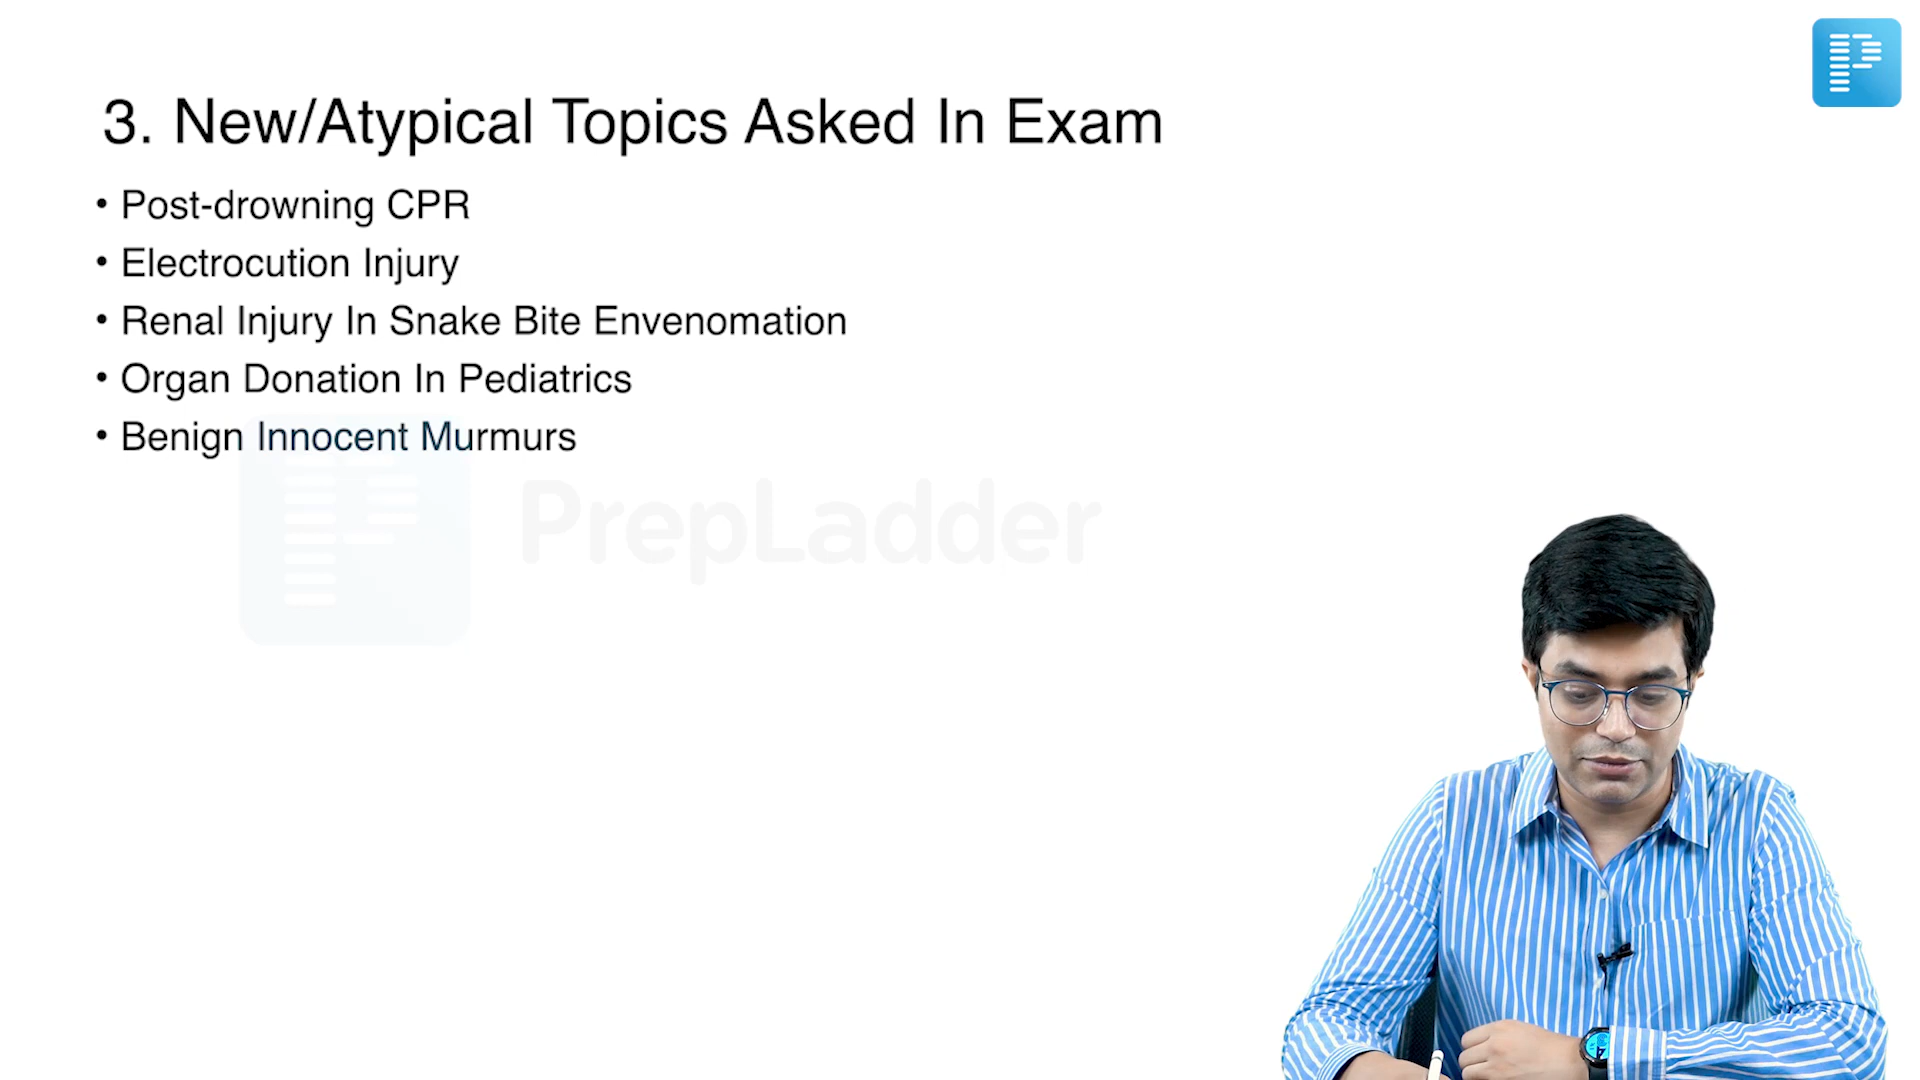 3. New/Atypical Topics Asked In Exam
• Post-drowning CPR
• Electrocution Injury
• Renal Injury In Snake Bite Envenomation
• Organ Donation In Pediatrics
• Benign Innocent Murmurs
PrepLadder